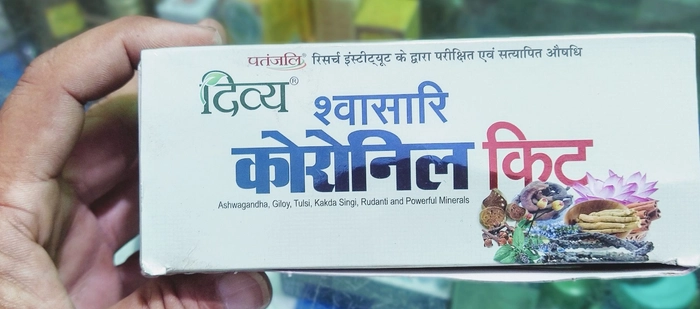 पतंजलि® रिसर्च इंस्टीट्यूट के द्वारा परीक्षित एवं सत्यापित औषधि
दिव्य® श्वासारि
कोरोनिल किट
Ashwagandha, Giloy, Tulsi, Kakda Singi, Rudanti and Powerful Minerals